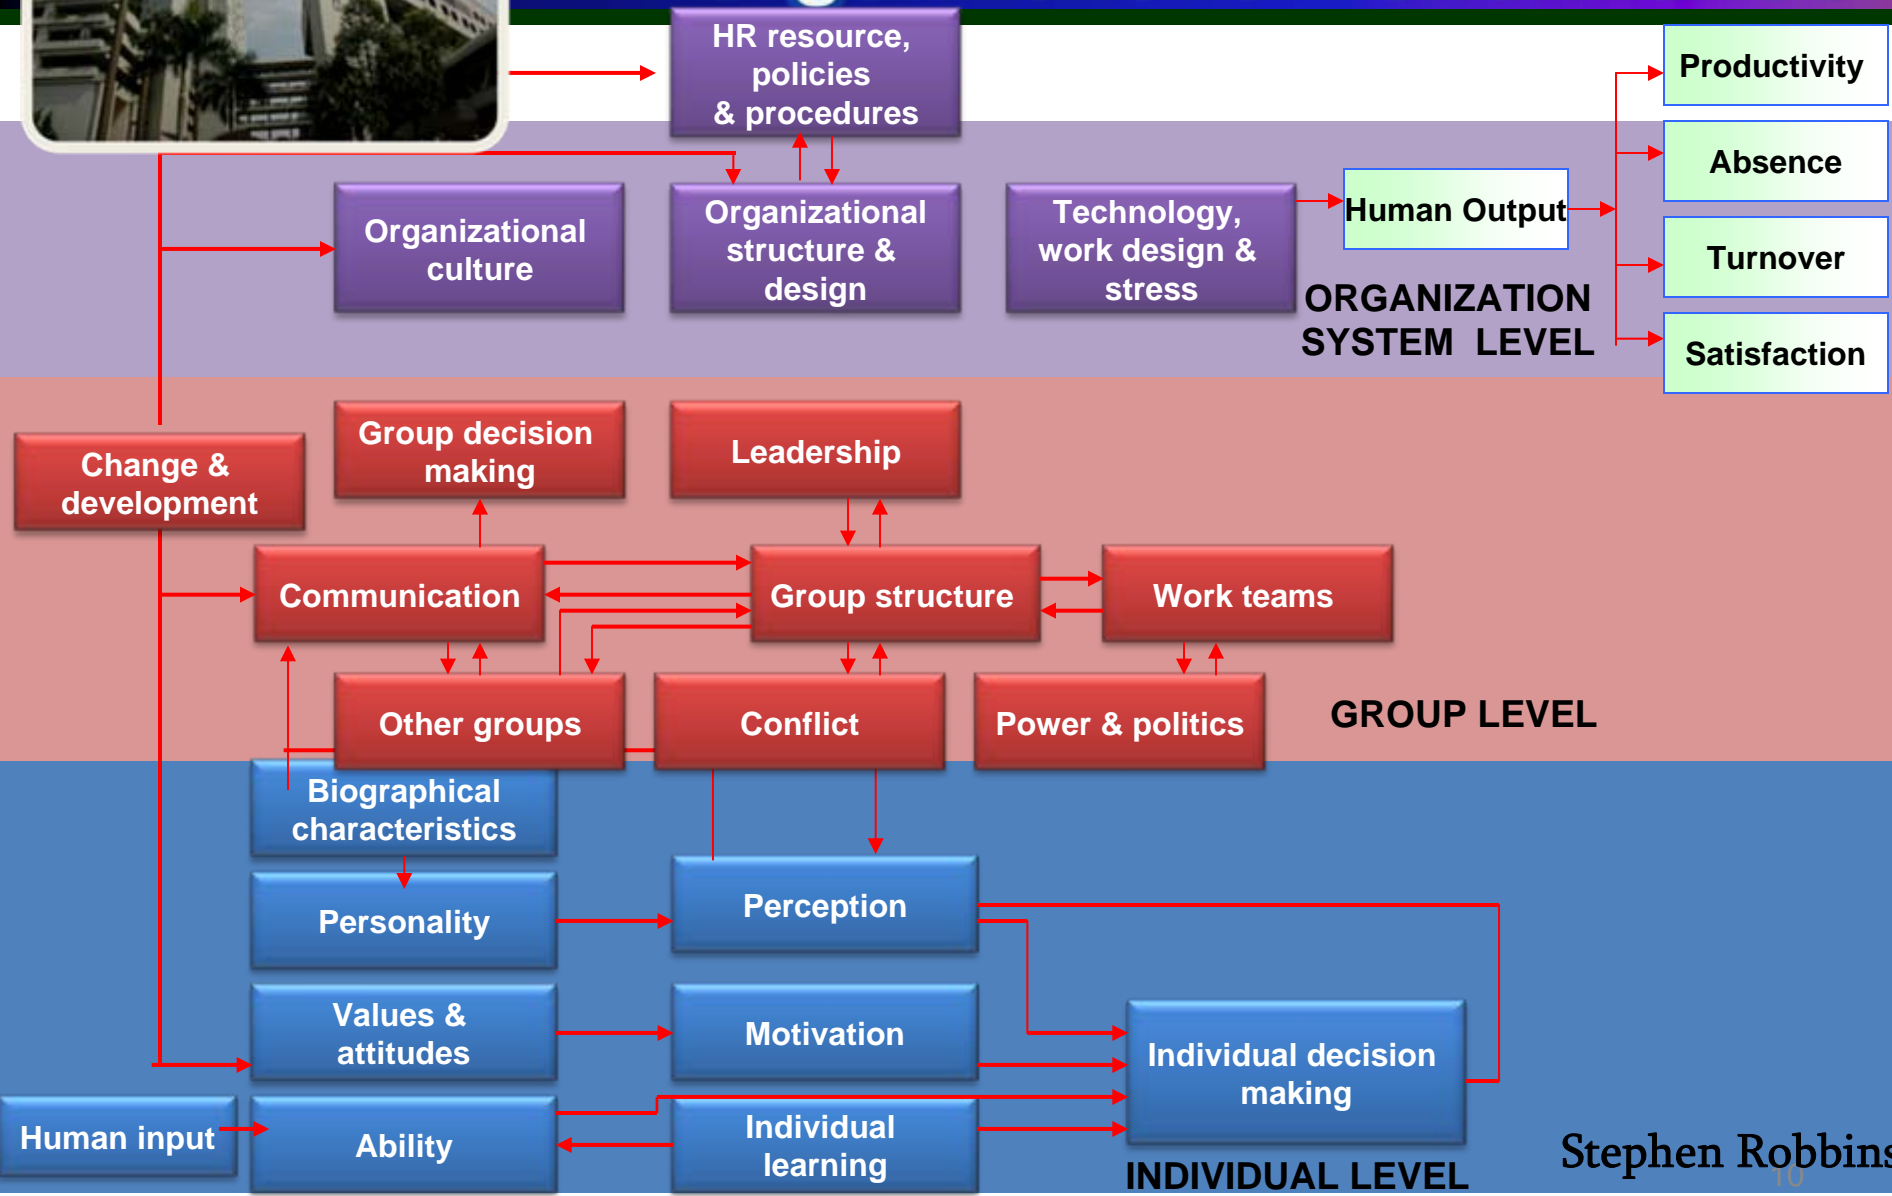 HR resource,
policies
& procedures
Productivity
Absence
Organizational
culture
Organizational
structure &
design
Technology,
work design &
stress
Human Output
Turnover
ORGANIZATION
SYSTEM LEVEL
Satisfaction
Change &
development
Group decision
making
Leadership
Communication
Group structure
Work teams
Other groups
Conflict
Power & politics
GROUP LEVEL
Biographical
characteristics
Personality
Perception
Values &
attitudes
Motivation
Individual decision
making
Human input
Ability
Individual
learning
INDIVIDUAL LEVEL
Stephen Robbins
10